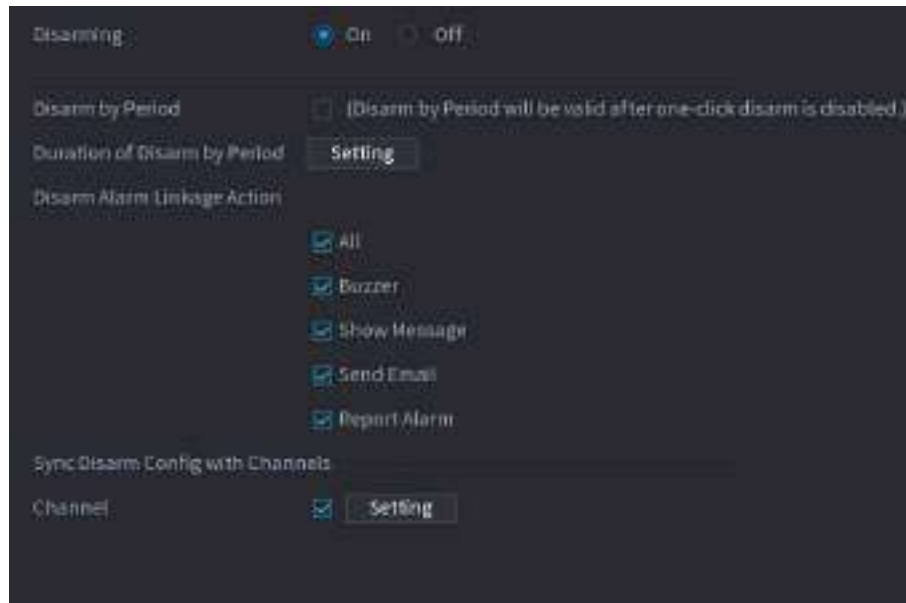 Disarming On Off
Disarm by Period (Disarm by Period will be valid after one-click disarm is disabled.)
Duration of Disarm by Period Setting
Disarm Alarm Linkage Action
All
Buzzer
Show Message
Send Email
Report Alarm
Sync Disarm Config with Channels
Channel Setting